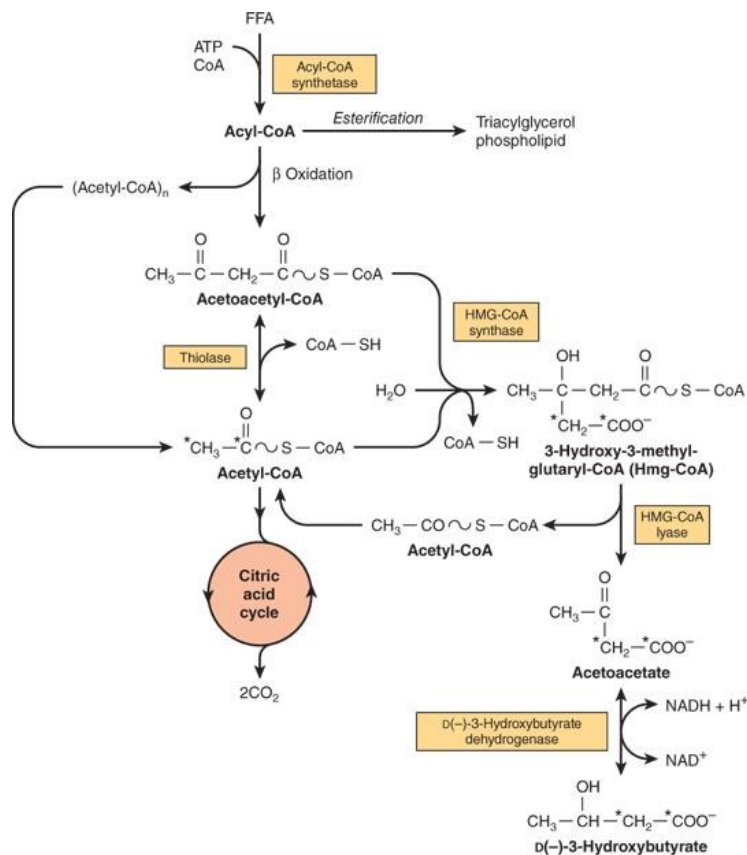 FFA
ATP
CoA
Acyl-CoA
synthetase
Acyl-CoA
Esterification
Triacylglycerol
phospholipid
β Oxidation
(Acetyl-CoA)n
O O
CH₃ — C — CH₂ — C ~ S — CoA
Acetoacetyl-CoA
HMG-CoA
synthase
Thiolase
CoA — SH
H₂O
OH O
CH₃ — C — CH₂ — C ~ S — CoA
*CH₂ — *COO⁻
3-Hydroxy-3-methyl-
glutaryl-CoA (Hmg-CoA)
CoA — SH
O
*CH₃ — *C ~ S — CoA
Acetyl-CoA
CH₃ — CO ~ S — CoA
Acetyl-CoA
HMG-CoA
lyase
Citric
acid
cycle
2CO₂
O
CH₃ — C
*CH₂ — *COO⁻
Acetoacetate
D(–)-3-Hydroxybutyrate
dehydrogenase
NADH + H⁺
NAD⁺
OH
CH₃ — CH — *CH₂ — *COO⁻
D(–)-3-Hydroxybutyrate